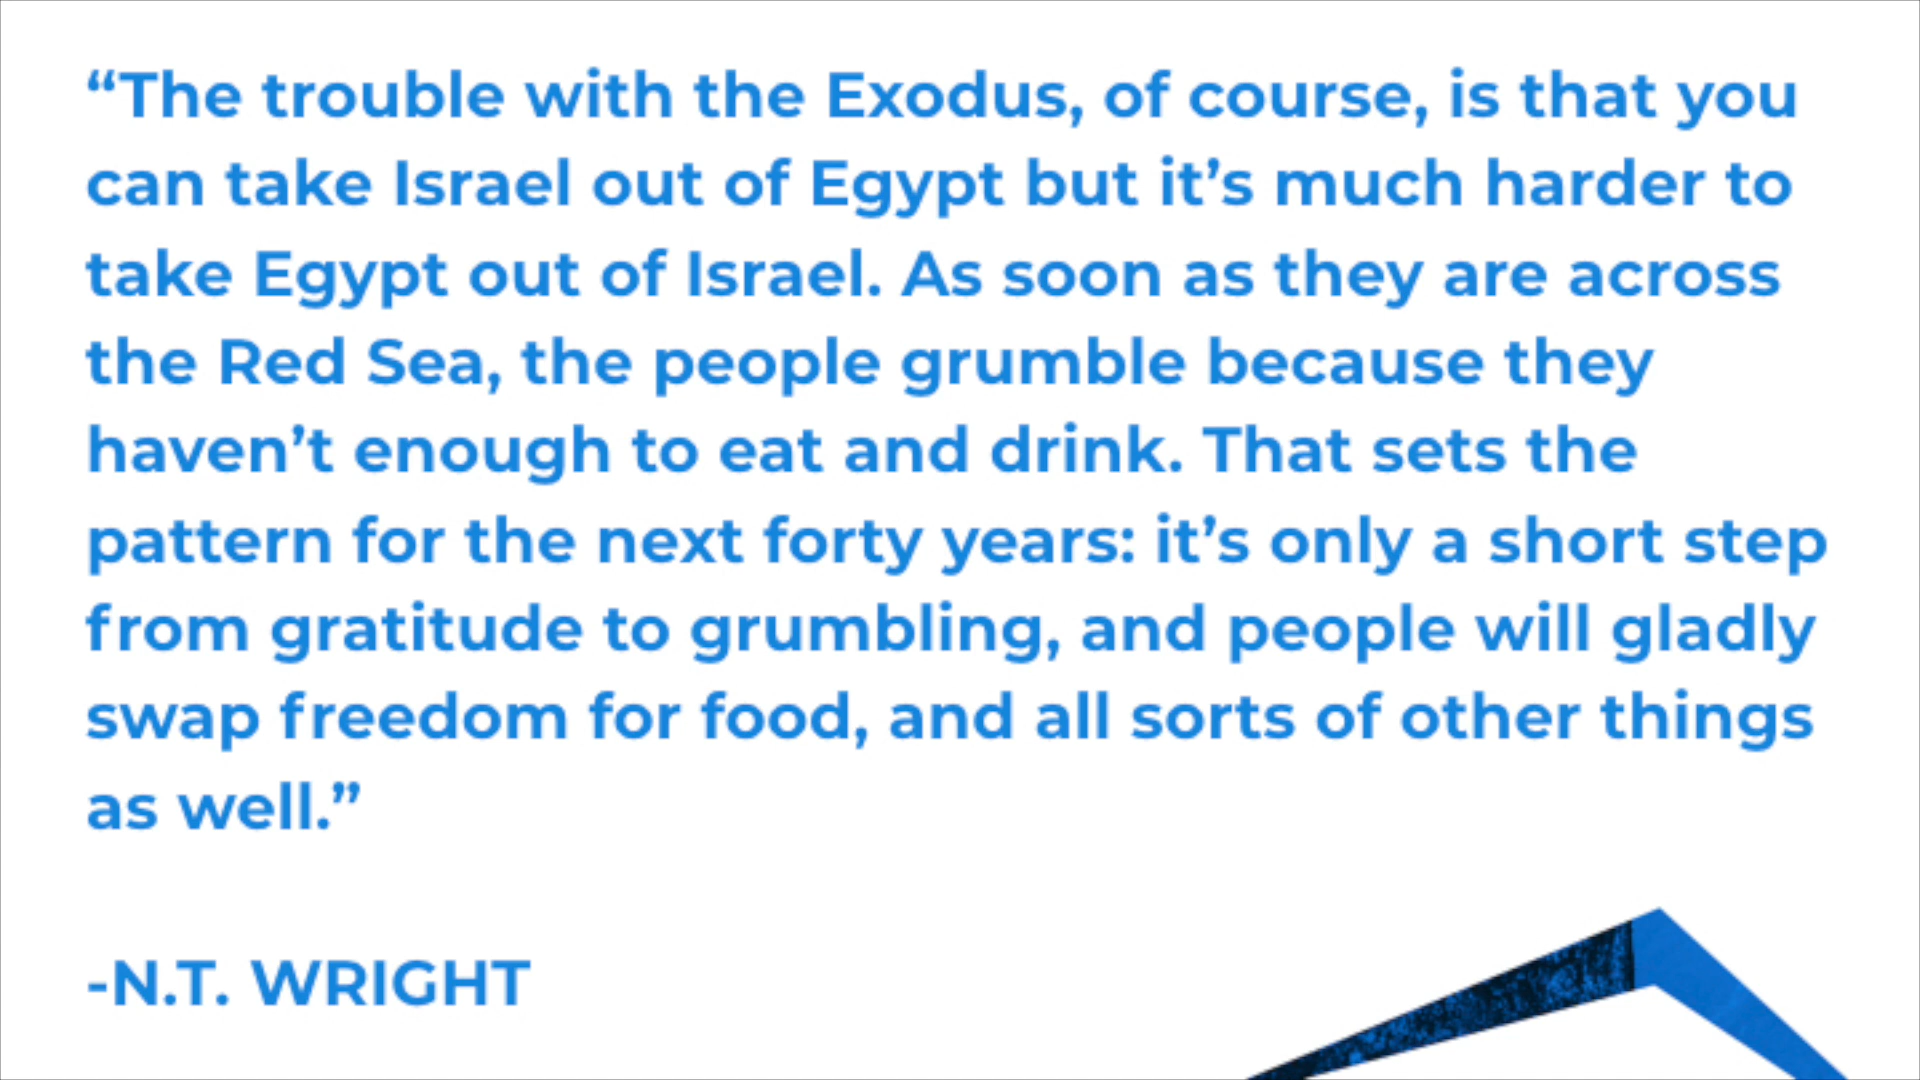 “The trouble with the Exodus, of course, is that you
can take Israel out of Egypt but it’s much harder to
take Egypt out of Israel. As soon as they are across
the Red Sea, the people grumble because they
haven’t enough to eat and drink. That sets the
pattern for the next forty years: it’s only a short step
from gratitude to grumbling, and people will gladly
swap freedom for food, and all sorts of other things
as well.”
-N.T. WRIGHT